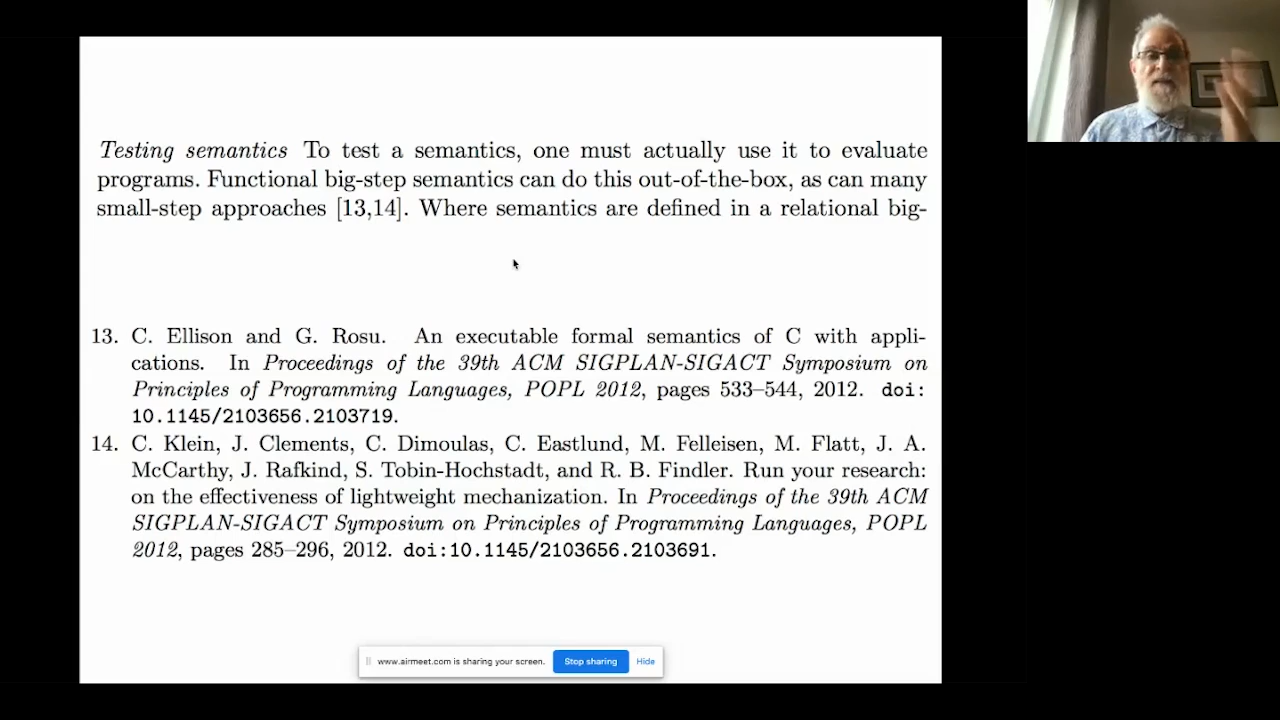 Testing semantics To test a semantics, one must actually use it to evaluate
programs. Functional big-step semantics can do this out-of-the-box, as can many
small-step approaches [13,14]. Where semantics are defined in a relational big-
13. C. Ellison and G. Rosu. An executable formal semantics of C with appli-
cations. In Proceedings of the 39th ACM SIGPLAN-SIGACT Symposium on
Principles of Programming Languages, POPL 2012, pages 533–544, 2012. doi:
10.1145/2103656.2103719.
14. C. Klein, J. Clements, C. Dimoulas, C. Eastlund, M. Felleisen, M. Flatt, J. A.
McCarthy, J. Rafkind, S. Tobin-Hochstadt, and R. B. Findler. Run your research:
on the effectiveness of lightweight mechanization. In Proceedings of the 39th ACM
SIGPLAN-SIGACT Symposium on Principles of Programming Languages, POPL
2012, pages 285–296, 2012. doi:10.1145/2103656.2103691.
www.airmeet.com is sharing your screen. Stop sharing Hide